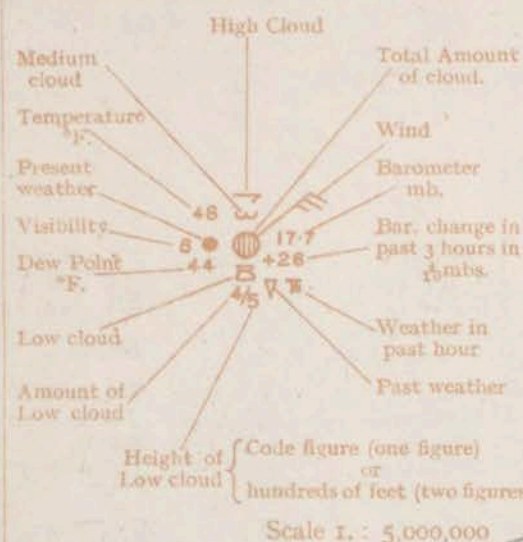 High Cloud
Medium cloud
Total Amount of cloud.
Temperature °F.
Wind
Present weather
Barometer mb.
48
Visibility
8
17·7
Bar. change in past 3 hours in 1/10 mbs.
+26
Dew Point °F.
44
4/5
Low cloud
Weather in past hour
Amount of Low cloud
Past weather
Height of Low cloud
Code figure (one figure)
or
hundreds of feet (two figures
Scale 1. : 5,000,000